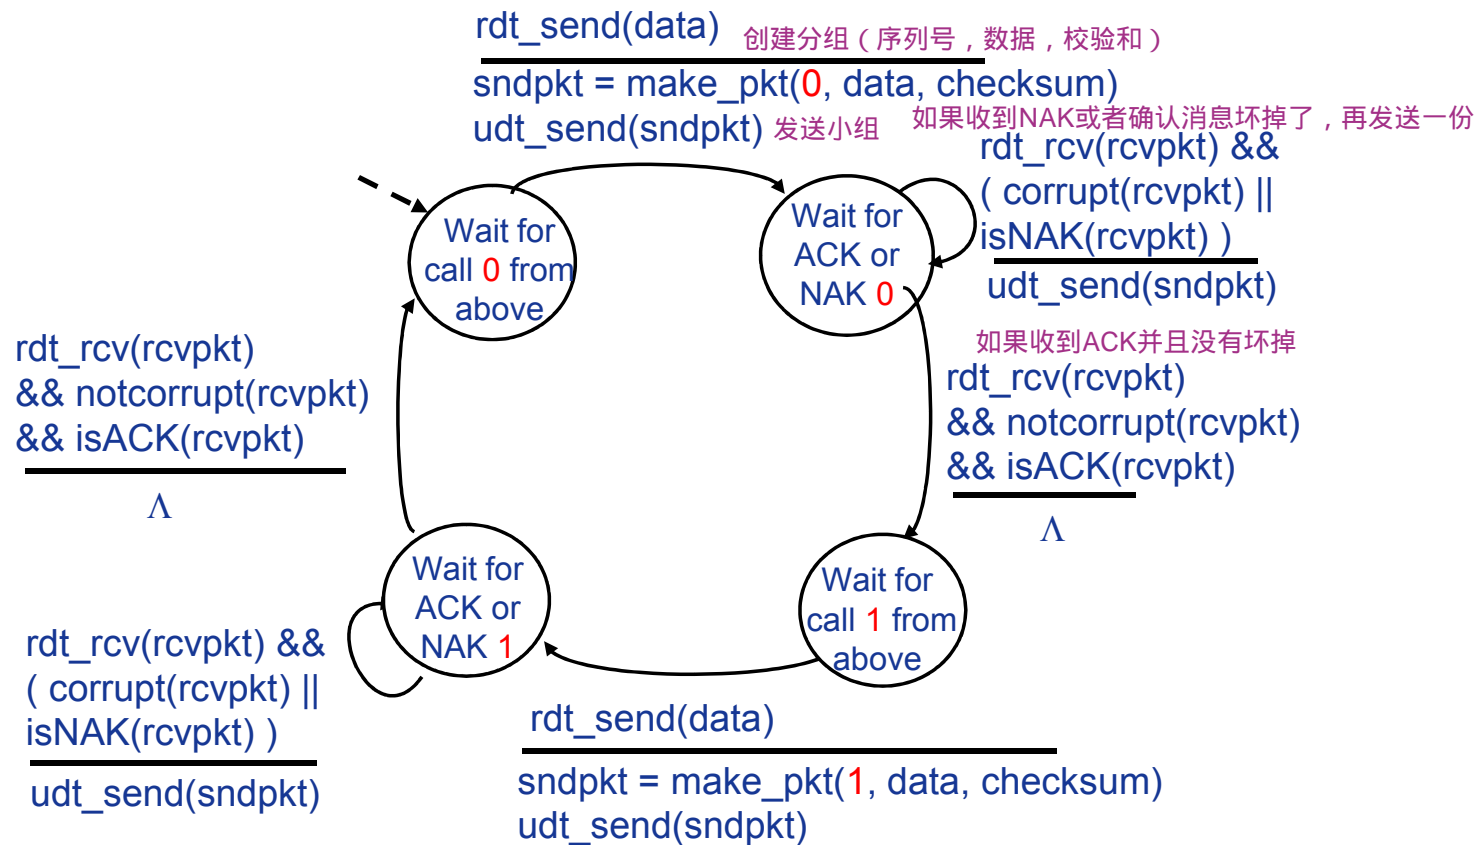 rdt_send(data) 创建分组（序列号，数据，校验和）
sndpkt = make_pkt(0, data, checksum)
udt_send(sndpkt) 发送小组
如果收到NAK或者确认消息坏掉了，再发送一份
rdt_rcv(rcvpkt) &&
( corrupt(rcvpkt) ||
isNAK(rcvpkt) )
udt_send(sndpkt)
Wait for
call 0 from
above
Wait for
ACK or
NAK 0
如果收到ACK并且没有坏掉
rdt_rcv(rcvpkt)
&& notcorrupt(rcvpkt)
&& isACK(rcvpkt)
Λ
rdt_rcv(rcvpkt)
&& notcorrupt(rcvpkt)
&& isACK(rcvpkt)
Λ
Wait for
ACK or
NAK 1
Wait for
call 1 from
above
rdt_rcv(rcvpkt) &&
( corrupt(rcvpkt) ||
isNAK(rcvpkt) )
udt_send(sndpkt)
rdt_send(data)
sndpkt = make_pkt(1, data, checksum)
udt_send(sndpkt)